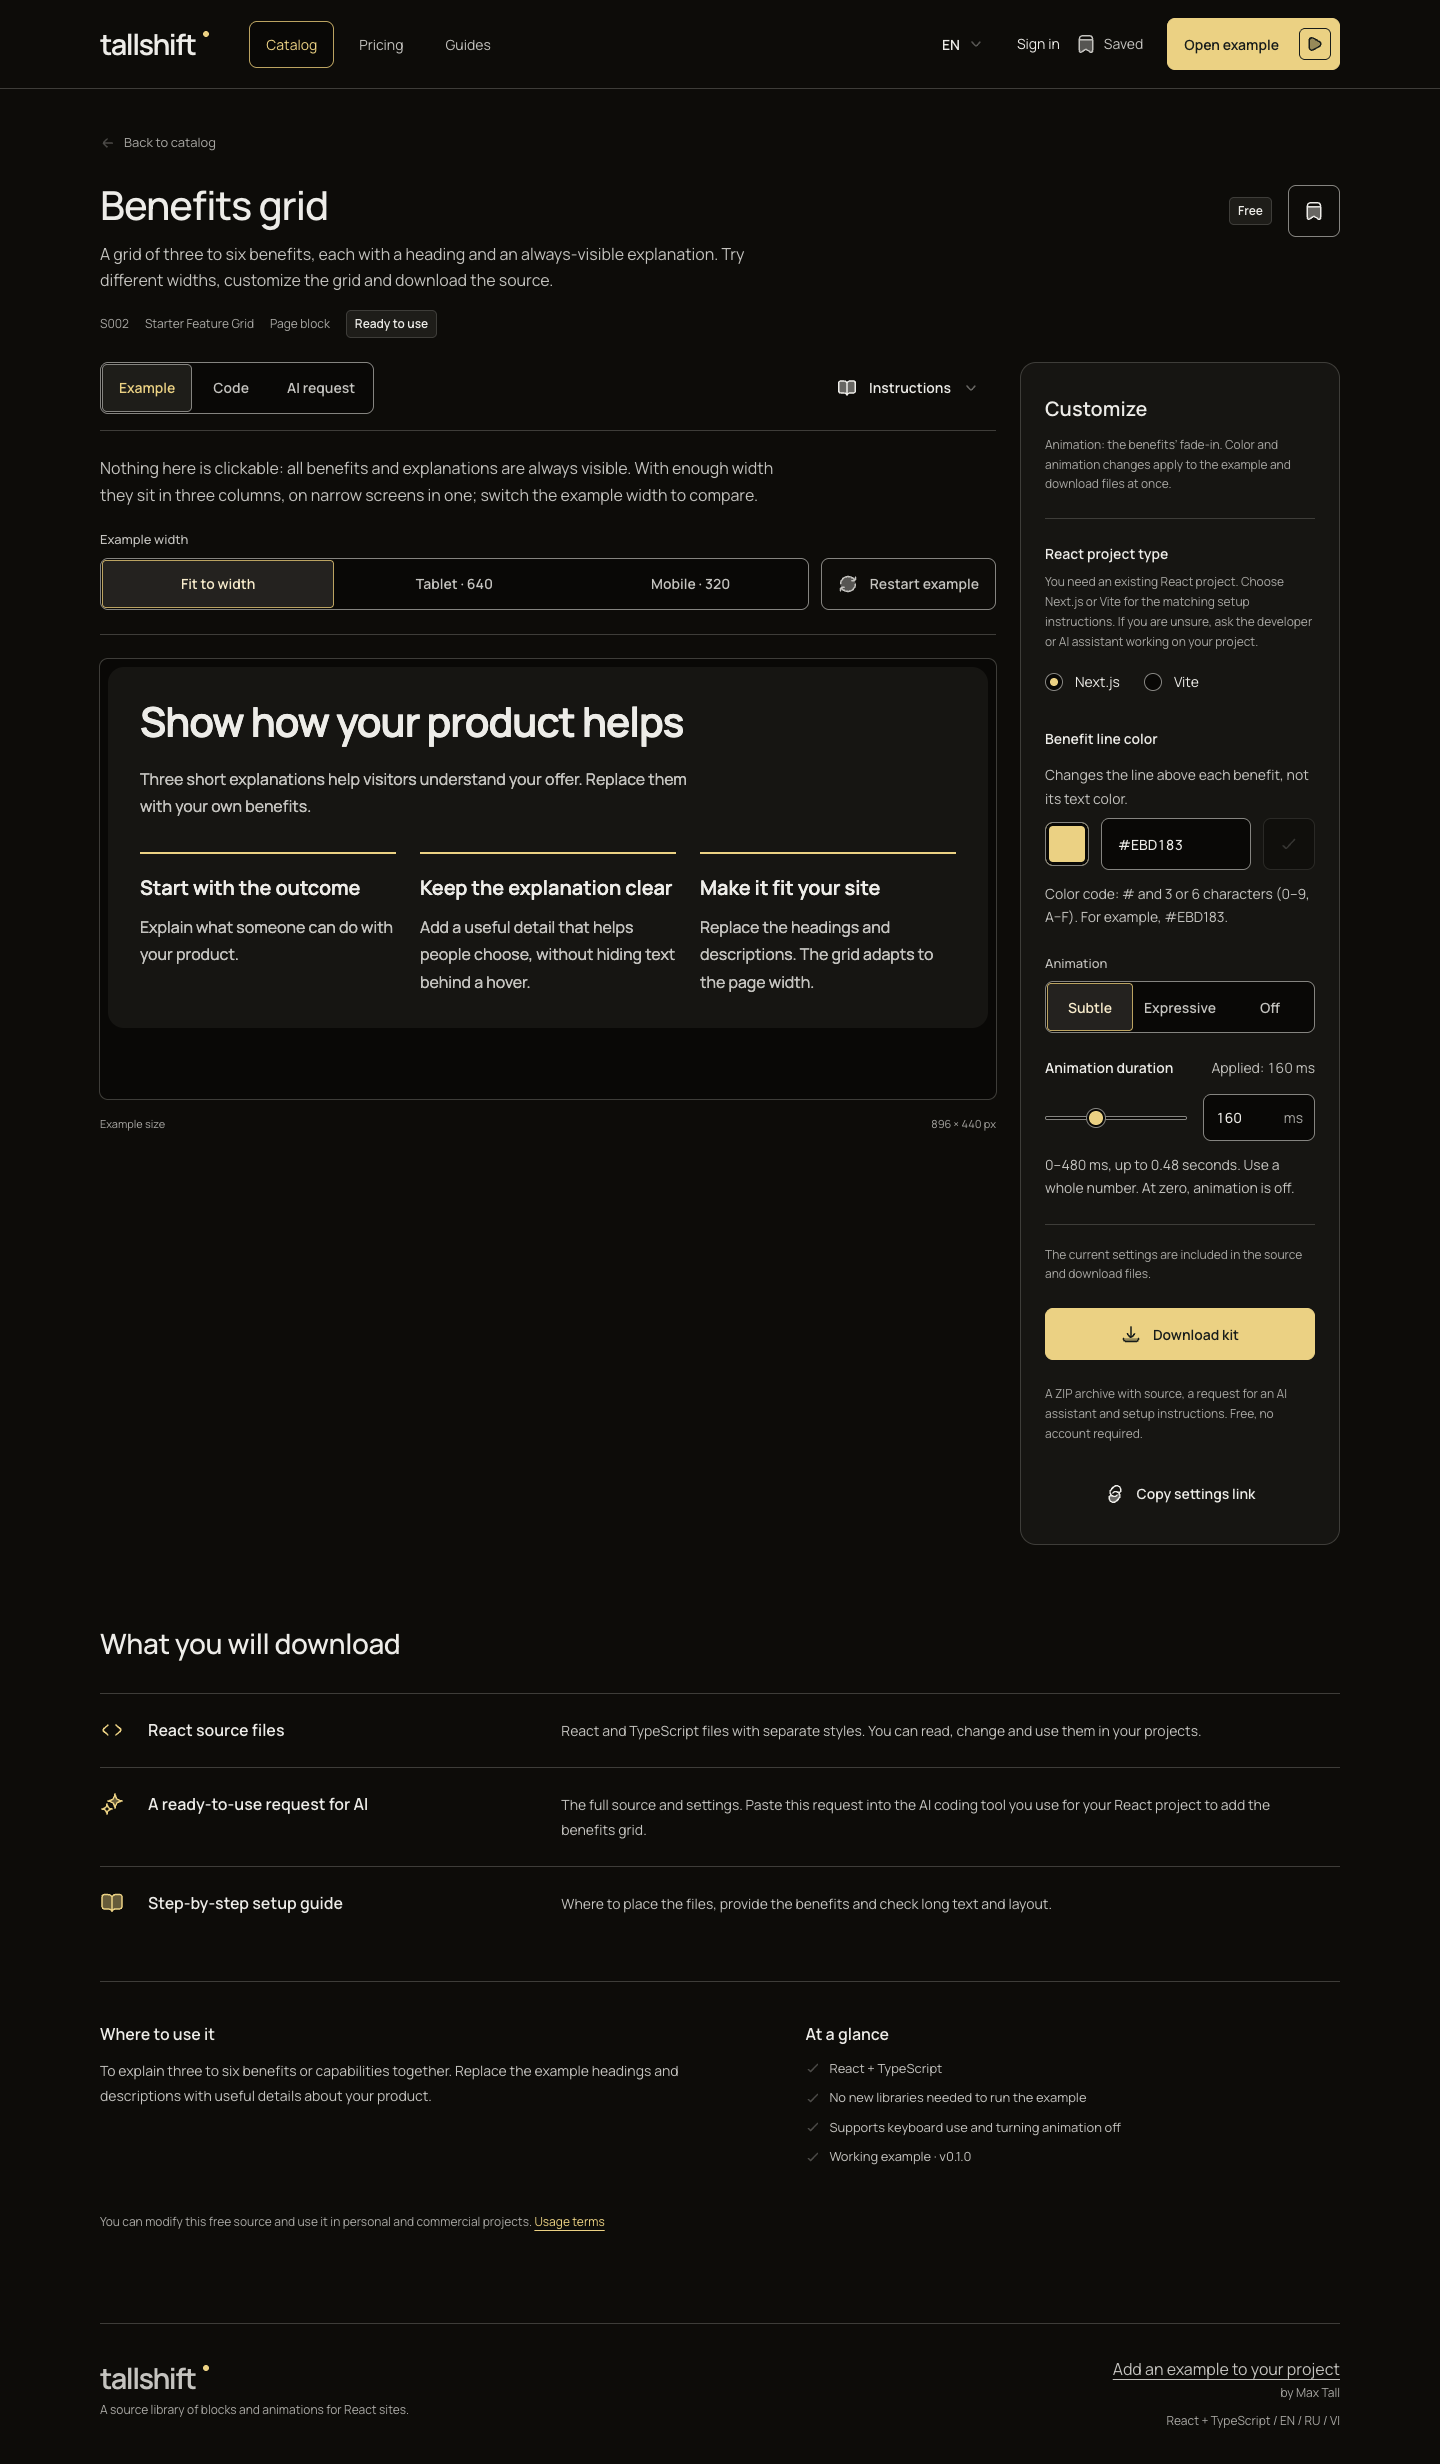 tallshift
Catalog
Pricing
Guides
EN
Sign in
Saved
Open example
Back to catalog
Benefits grid
Free
A grid of three to six benefits, each with a heading and an always-visible explanation. Try
different widths, customize the grid and download the source.
S002
Starter Feature Grid
Page block
Ready to use
Example
Code
AI request
Instructions
Nothing here is clickable: all benefits and explanations are always visible. With enough width
they sit in three columns, on narrow screens in one; switch the example width to compare.
Example width
Fit to width
Tablet · 640
Mobile · 320
Restart example
Show how your product helps
Three short explanations help visitors understand your offer. Replace them
with your own benefits.
Start with the outcome
Explain what someone can do with
your product.
Keep the explanation clear
Add a useful detail that helps
people choose, without hiding text
behind a hover.
Make it fit your site
Replace the headings and
descriptions. The grid adapts to
the page width.
Example size
896 × 440 px
Customize
Animation: the benefits' fade-in. Color and
animation changes apply to the example and
download files at once.
React project type
You need an existing React project. Choose
Next.js or Vite for the matching setup
instructions. If you are unsure, ask the developer
or AI assistant working on your project.
Next.js
Vite
Benefit line color
Changes the line above each benefit, not
its text color.
#EBD183
Color code: # and 3 or 6 characters (0–9,
A–F). For example, #EBD183.
Animation
Subtle
Expressive
Off
Animation duration
Applied: 160 ms
160
ms
0–480 ms, up to 0.48 seconds. Use a
whole number. At zero, animation is off.
The current settings are included in the source
and download files.
Download kit
A ZIP archive with source, a request for an AI
assistant and setup instructions. Free, no
account required.
Copy settings link
What you will download
React source files
React and TypeScript files with separate styles. You can read, change and use them in your projects.
A ready-to-use request for AI
The full source and settings. Paste this request into the AI coding tool you use for your React project to add the
benefits grid.
Step-by-step setup guide
Where to place the files, provide the benefits and check long text and layout.
Where to use it
To explain three to six benefits or capabilities together. Replace the example headings and
descriptions with useful details about your product.
At a glance
React + TypeScript
No new libraries needed to run the example
Supports keyboard use and turning animation off
Working example · v0.1.0
You can modify this free source and use it in personal and commercial projects. Usage terms
tallshift
A source library of blocks and animations for React sites.
Add an example to your project
by Max Tall
React + TypeScript / EN / RU / VI